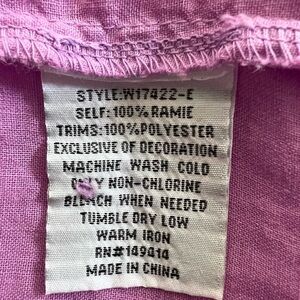 STYLE:W17422-E
SELF:100%RAMIE
TRIMS:100%POLYESTER
EXCLUSIVE OF DECORATION
MACHINE WASH COLD
ONLY NON-CHLORINE
BLEACH WHEN NEEDED
TUMBLE DRY LOW
WARM IRON
RN#149414
MADE IN CHINA